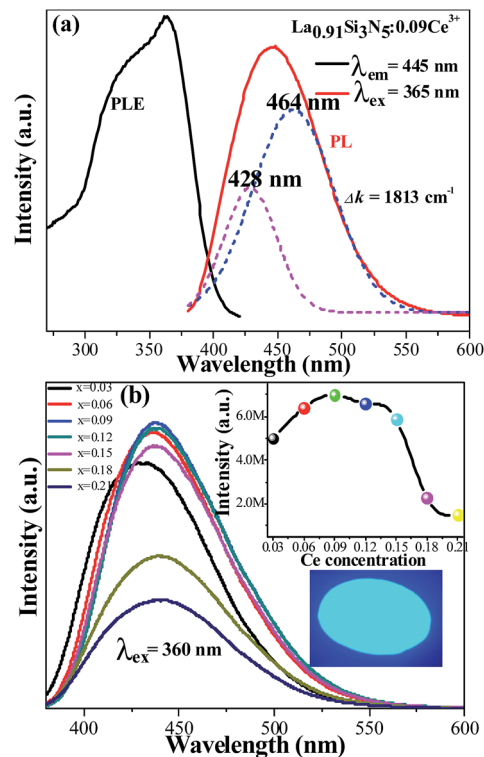 (a)
La0.91Si3N5:0.09Ce3+
λem= 445 nm
λex= 365 nm
PLE
464 nm
PL
428 nm
Δk = 1813 cm-1
Intensity (a.u.)
300 350 400 450 500 550 600
Wavelength (nm)
(b)
x=0.03
x=0.06
x=0.09
x=0.12
x=0.15
x=0.18
x=0.21
Intensity (a.u.)
6.0M
4.0M
2.0M
0.03 0.06 0.09 0.12 0.15 0.18 0.21
Ce concentration
λex= 360 nm
Intensity (a.u.)
400 450 500 550 600
Wavelength (nm)